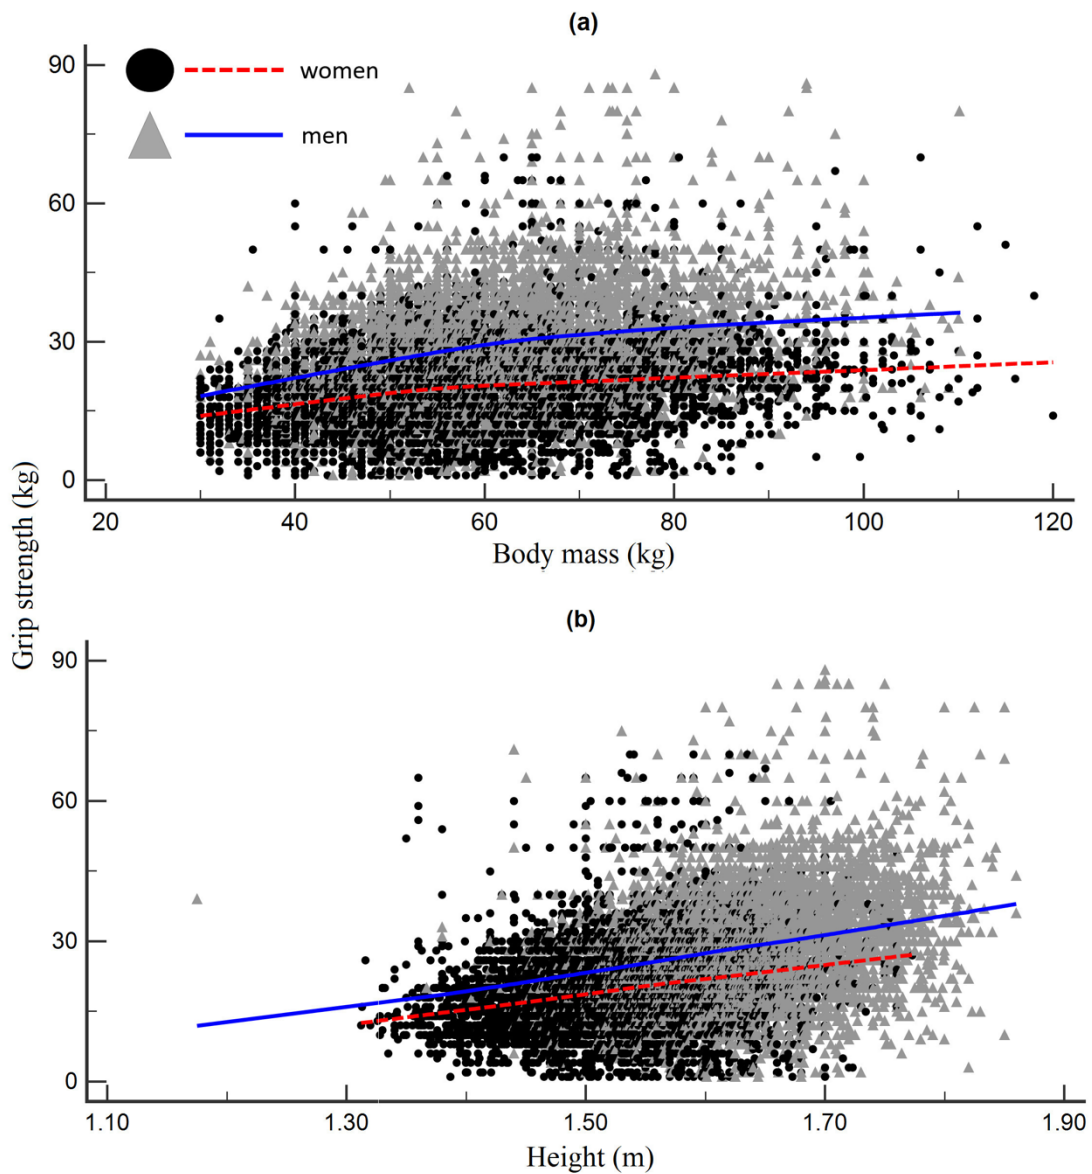 (a)
90
women
men
60
30
0
20 40 60 80 100 120
Body mass (kg)
Grip strength (kg)
(b)
90
60
30
0
1.10 1.30 1.50 1.70 1.90
Height (m)